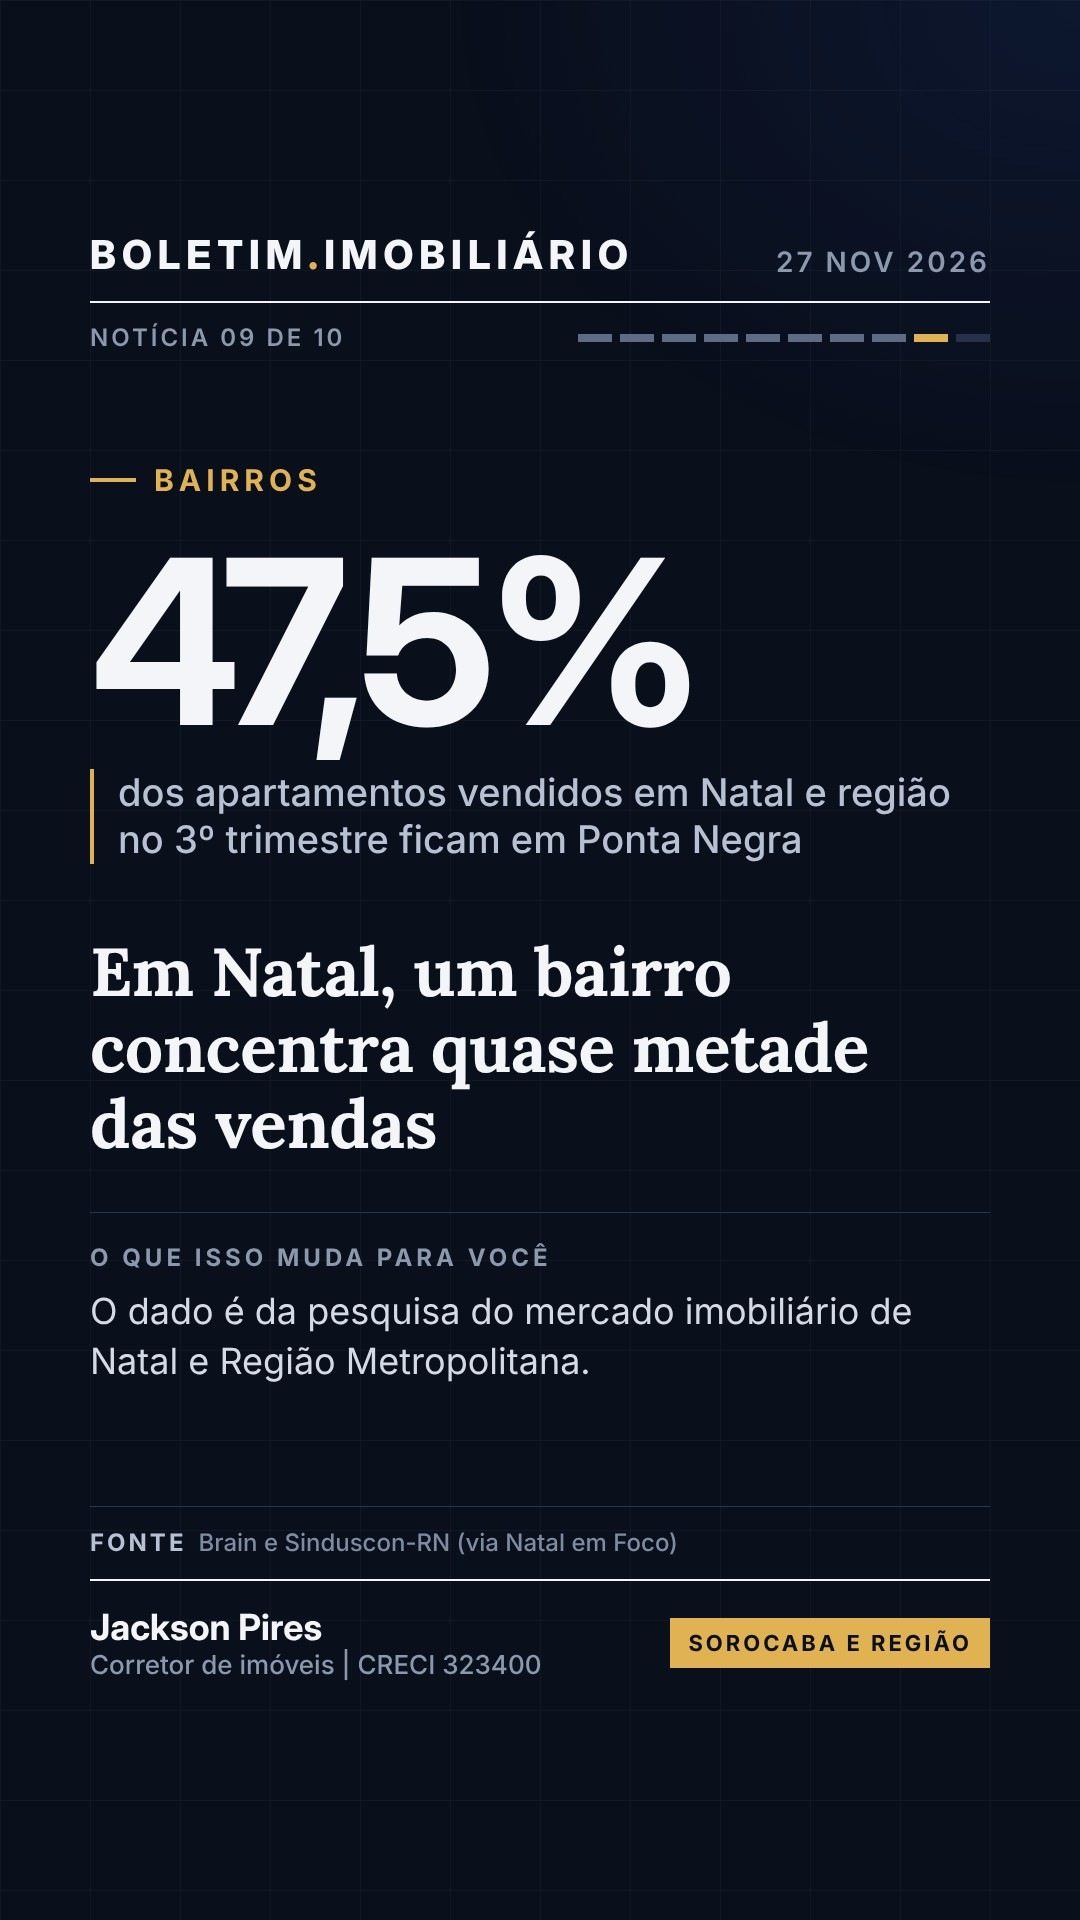 BOLETIM.IMOBILIÁRIO
27 NOV 2026
NOTÍCIA 09 DE 10
BAIRROS
47,5%
dos apartamentos vendidos em Natal e região
no 3º trimestre ficam em Ponta Negra
Em Natal, um bairro
concentra quase metade
das vendas
O QUE ISSO MUDA PARA VOCÊ
O dado é da pesquisa do mercado imobiliário de
Natal e Região Metropolitana.
FONTE Brain e Sinduscon-RN (via Natal em Foco)
Jackson Pires
Corretor de imóveis | CRECI 323400
SOROCABA E REGIÃO